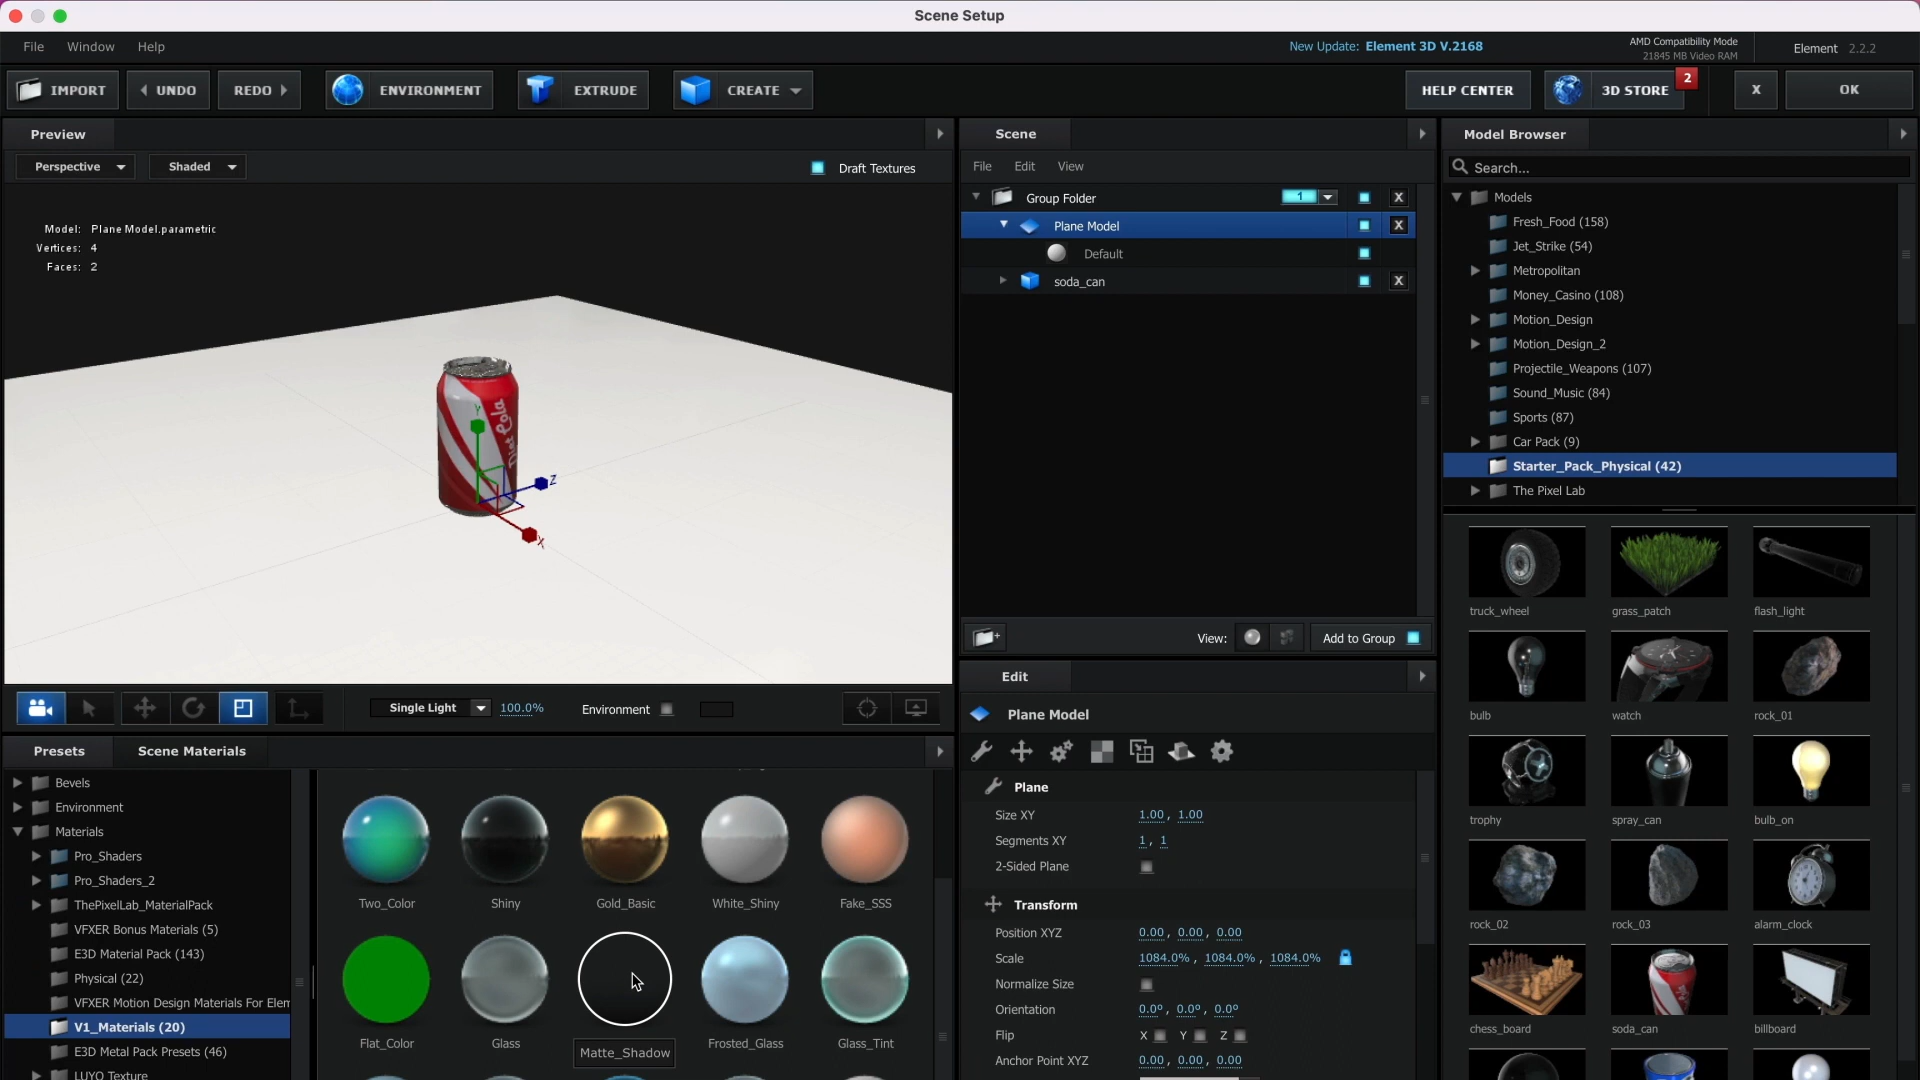 Scene Setup
File Window Help
New Update: Element 3D V.2168
AMD Compatibility Mode
21845 MB Video RAM
Element 2.2.2
IMPORT
UNDO
REDO
ENVIRONMENT
EXTRUDE
CREATE
HELP CENTER
3D STORE
2
X
OK
Preview
Perspective
Shaded
Draft Textures
Model: Plane Model.parametric
Vertices: 4
Faces: 2
Diet Cola
Y
Z
X
Single Light
100.0%
Environment
Scene
File Edit View
Group Folder
1
X
Plane Model
X
Default
soda_can
X
View:
Add to Group
Edit
Plane Model
Plane
Size XY 1.00, 1.00
Segments XY 1, 1
2-Sided Plane
Transform
Position XYZ 0.00, 0.00, 0.00
Scale 1084.0%, 1084.0%, 1084.0%
Normalize Size
Orientation 0.0°, 0.0°, 0.0°
Flip X Y Z
Anchor Point XYZ 0.00, 0.00, 0.00
Presets
Scene Materials
Bevels
Environment
Materials
Pro_Shaders
Pro_Shaders_2
ThePixelLab_MaterialPack
VFXER Bonus Materials (5)
E3D Material Pack (143)
Physical (22)
VFXER Motion Design Materials For Elem
V1_Materials (20)
E3D Metal Pack Presets (46)
LUYO Texture
Two_Color
Shiny
Gold_Basic
White_Shiny
Fake_SSS
Flat_Color
Glass
Matte_Shadow
Frosted_Glass
Glass_Tint
Model Browser
Search...
Models
Fresh_Food (158)
Jet_Strike (54)
Metropolitan
Money_Casino (108)
Motion_Design
Motion_Design_2
Projectile_Weapons (107)
Sound_Music (84)
Sports (87)
Car Pack (9)
Starter_Pack_Physical (42)
The Pixel Lab
truck_wheel
grass_patch
flash_light
bulb
watch
rock_01
trophy
spray_can
bulb_on
rock_02
rock_03
alarm_clock
chess_board
soda_can
billboard